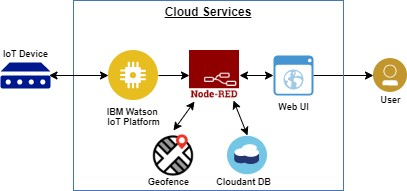 Cloud Services
IoT Device
IBM Watson
IoT Platform
Node-RED
Web UI
User
Geofence
Cloudant DB